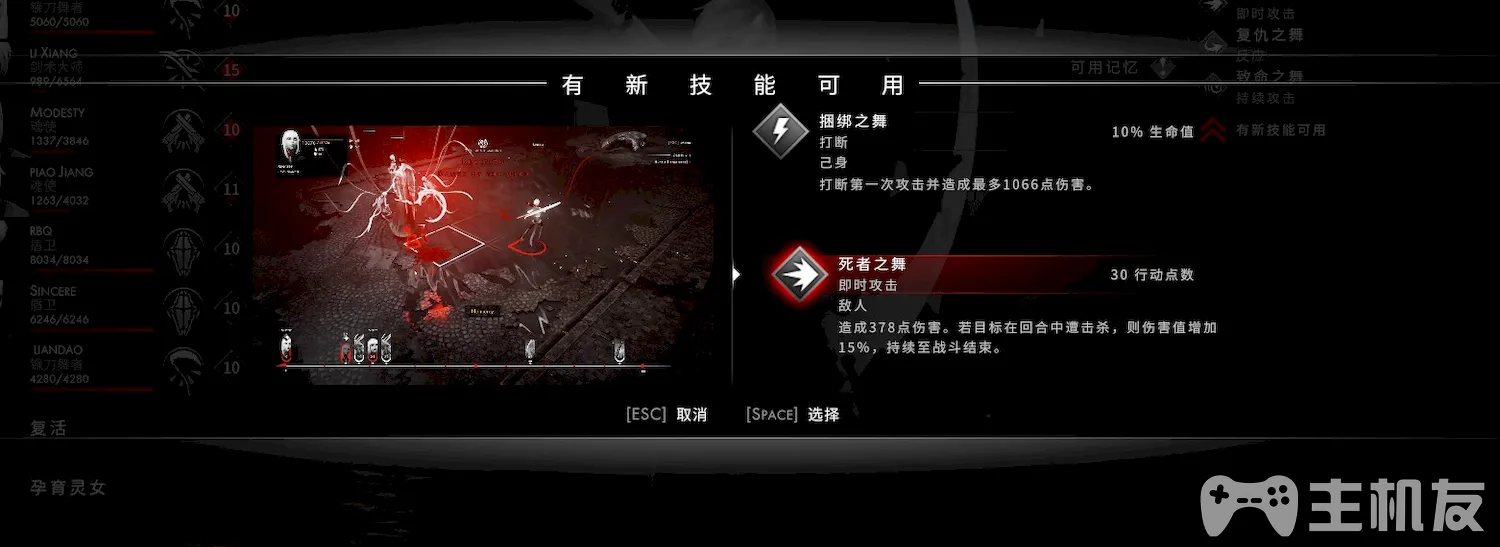 镰刀舞者
5060/5060
10
LI XIANG
剑术大师
989/6564
15
MODESTY
魂使
1337/3846
10
PIAO JIANG
魂使
1263/4032
11
RBQ
盾卫
8034/8034
10
SINCERE
盾卫
6246/6246
10
LIANDAO
镰刀舞者
4280/4280
10
复活
孕育灵女
有新技能可用
捆绑之舞
打断
己身
打断第一次攻击并造成最多1066点伤害。
10% 生命值
死者之舞
即时攻击
敌人
造成378点伤害。若目标在回合中遭击杀，则伤害值增加
15%，持续至战斗结束。
30 行动点数
[ESC] 取消
[SPACE] 选择
可用记忆
即时攻击
复仇之舞
反应
致命之舞
持续攻击
有新技能可用
主机友